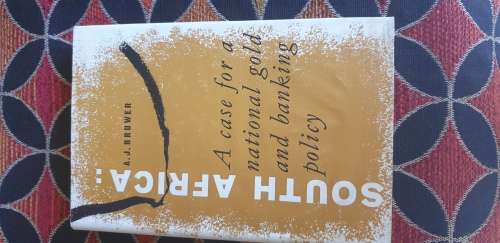 A. J. BRUWER
SOUTH AFRICA:
A case for a
national gold
and banking
policy